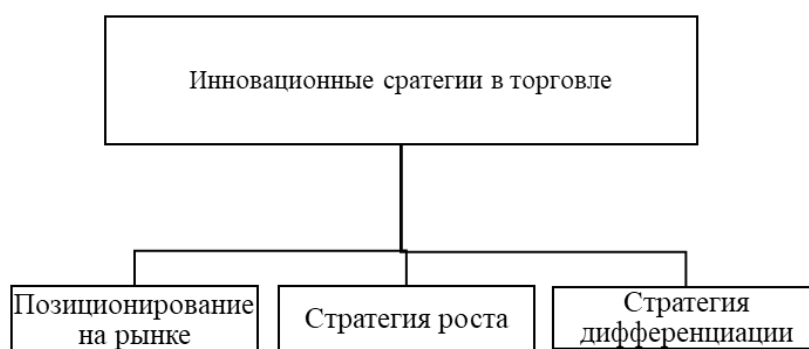 Инновационные сратегии в торговле
Позиционирование
на рынке
Стратегия роста
Стратегия
дифференциации